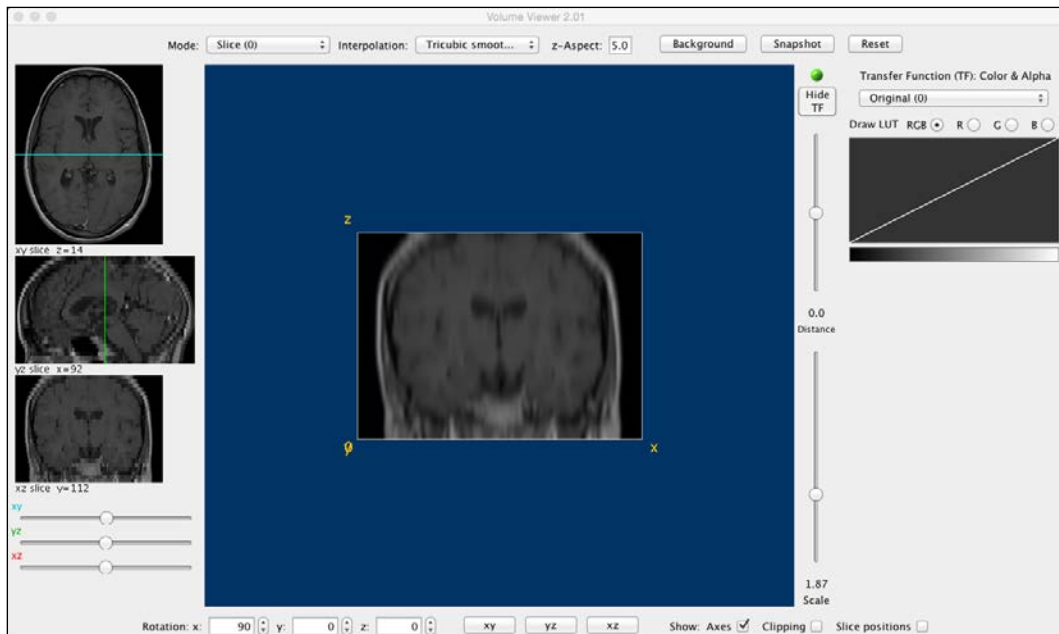 Volume Viewer 2.01
Mode: Slice (0) Interpolation: Tricubic smoot... z-Aspect: 5.0 Background Snapshot Reset
Hide TF
Transfer Function (TF): Color & Alpha
Original (0)
Draw LUT RGB R G B
xy slice z=14
yz slice x=92
xz slice y=112
xy
yz
xz
z
x
0.0
Distance
1.87
Scale
Rotation: x: 90 y: 0 z: 0 xy yz xz Show: Axes Clipping Slice positions